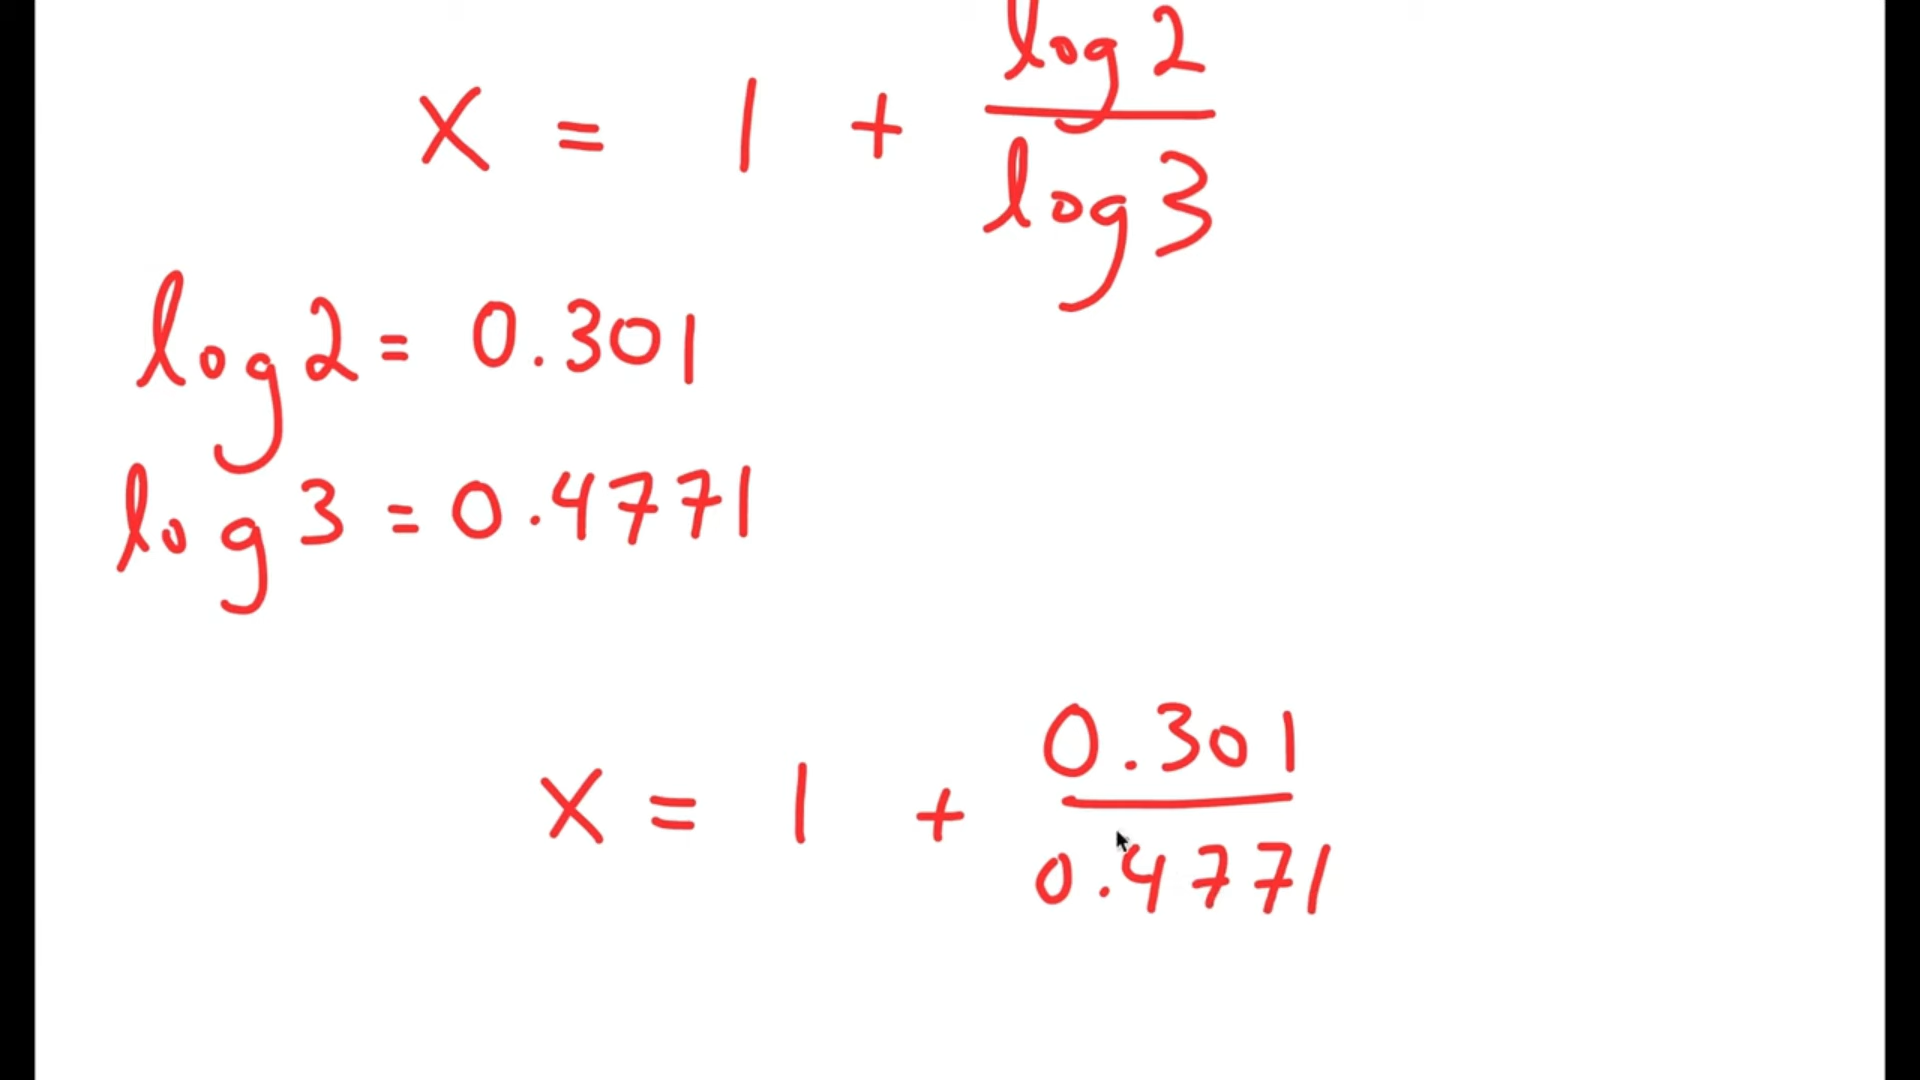 x = 1 + log 2 / log 3
log 2 = 0.301
log 3 = 0.4771
x = 1 + 0.301 / 0.4771